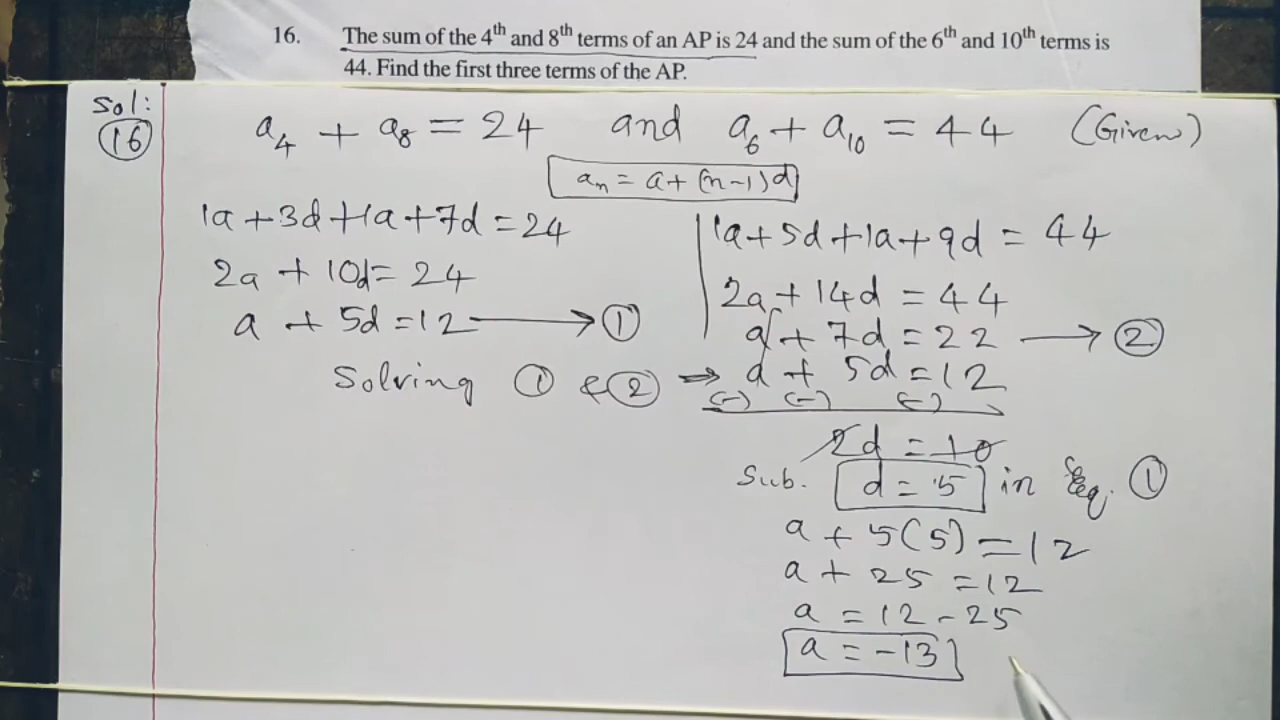 16. The sum of the 4th and 8th terms of an AP is 24 and the sum of the 6th and 10th terms is
44. Find the first three terms of the AP.
Sol:
16
a4 + a8 = 24 and a6 + a10 = 44 (Given)
an = a + (n-1)d
1a + 3d + 1a + 7d = 24
2a + 10d = 24
a + 5d = 12 → 1
1a + 5d + 1a + 9d = 44
2a + 14d = 44
a + 7d = 22 → 2
Solving 1 & 2 ⇒ a + 5d = 12
(-) (-) (-)
2d = 10
Sub. d = 5 in Eq. 1
a + 5(5) = 12
a + 25 = 12
a = 12 - 25
a = -13